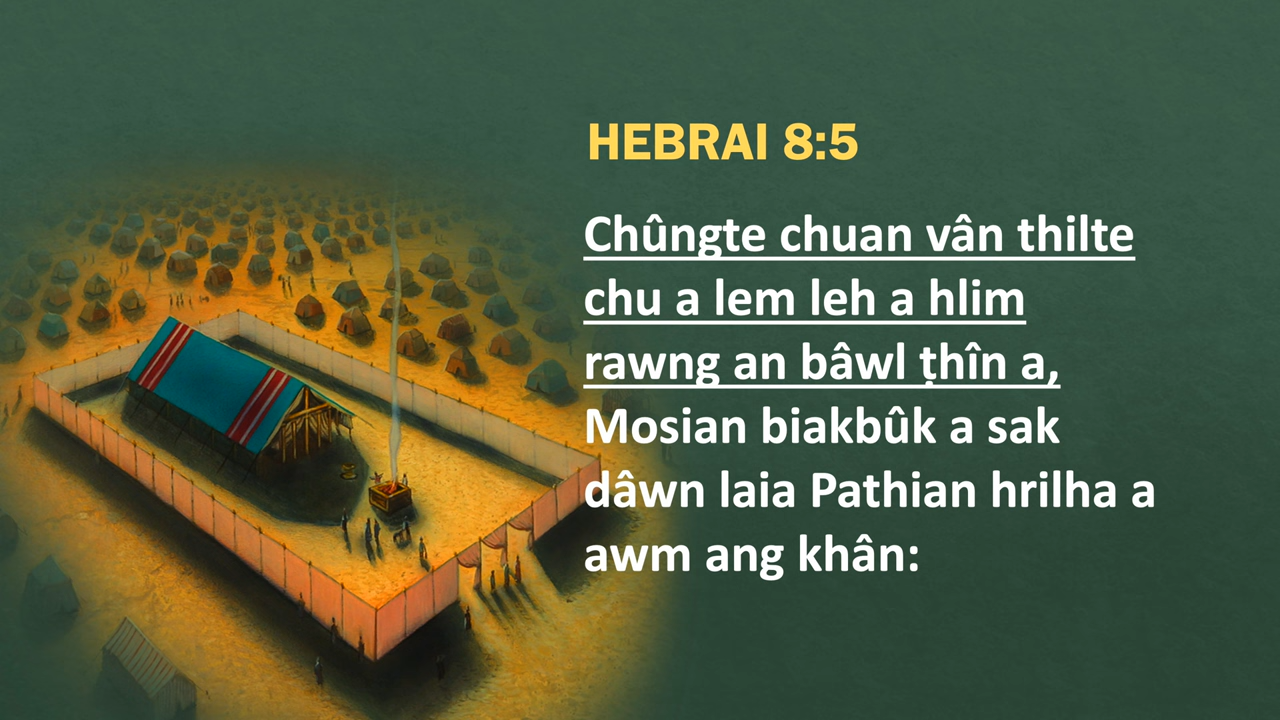 HEBRAI 8:5
Chûngte chuan vân thilte
chu a lem leh a hlim
rawng an bâwl ṭhîn a,
Mosian biakbûk a sak
dâwn laia Pathian hrilha a
awm ang khân: